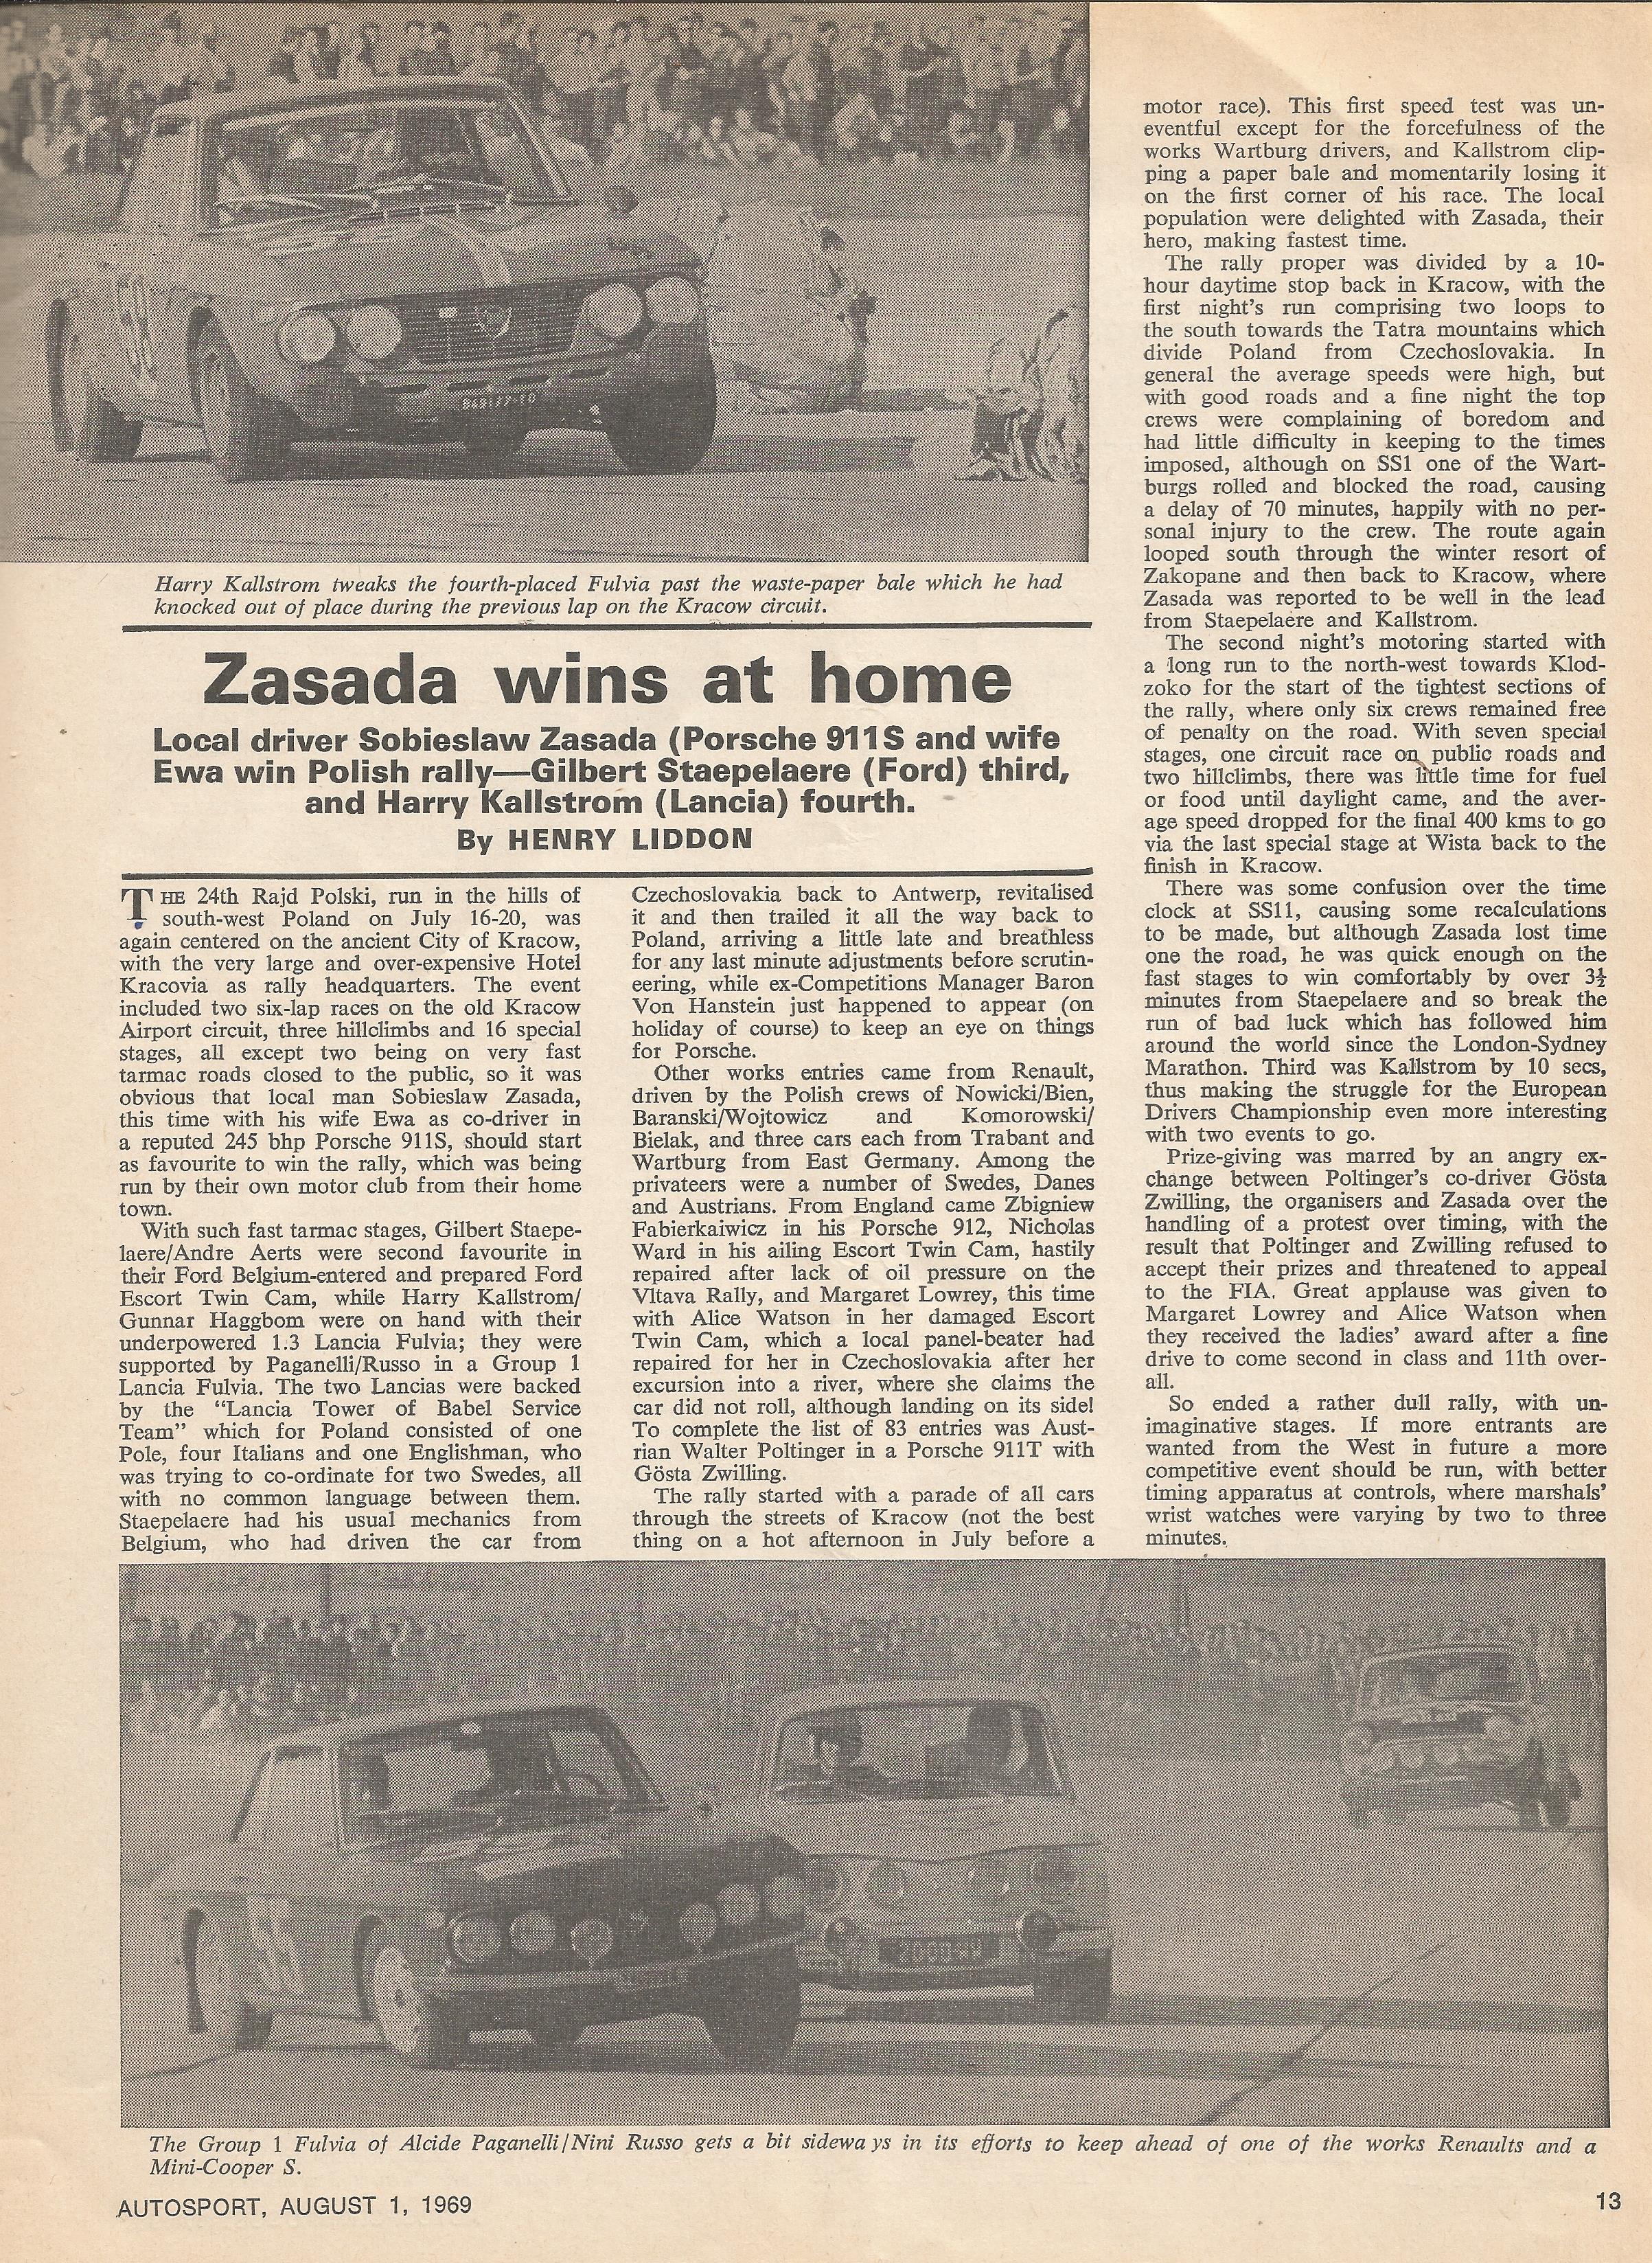 Harry Kallstrom tweaks the fourth-placed Fulvia past the waste-paper bale which he had
knocked out of place during the previous lap on the Kracow circuit.
Zasada wins at home
Local driver Sobieslaw Zasada (Porsche 911S and wife
Ewa win Polish rally—Gilbert Staepelaere (Ford) third,
and Harry Kallstrom (Lancia) fourth.
By HENRY LIDDON
THE 24th Rajd Polski, run in the hills of
south-west Poland on July 16-20, was
again centered on the ancient City of Kracow,
with the very large and over-expensive Hotel
Kracovia as rally headquarters. The event
included two six-lap races on the old Kracow
Airport circuit, three hillclimbs and 16 special
stages, all except two being on very fast
tarmac roads closed to the public, so it was
obvious that local man Sobieslaw Zasada,
this time with his wife Ewa as co-driver in
a reputed 245 bhp Porsche 911S, should start
as favourite to win the rally, which was being
run by their own motor club from their home
town.
With such fast tarmac stages, Gilbert Staepe-
laere/Andre Aerts were second favourite in
their Ford Belgium-entered and prepared Ford
Escort Twin Cam, while Harry Kallstrom/
Gunnar Haggbom were on hand with their
underpowered 1.3 Lancia Fulvia; they were
supported by Paganelli/Russo in a Group 1
Lancia Fulvia. The two Lancias were backed
by the "Lancia Tower of Babel Service
Team" which for Poland consisted of one
Pole, four Italians and one Englishman, who
was trying to co-ordinate for two Swedes, all
with no common language between them.
Staepelaere had his usual mechanics from
Belgium, who had driven the car from
Czechoslovakia back to Antwerp, revitalised
it and then trailed it all the way back to
Poland, arriving a little late and breathless
for any last minute adjustments before scrutin-
eering, while ex-Competitions Manager Baron
Von Hanstein just happened to appear (on
holiday of course) to keep an eye on things
for Porsche.
Other works entries came from Renault,
driven by the Polish crews of Nowicki/Bien,
Baranski/Wojtowicz and Komorowski/
Bielak, and three cars each from Trabant and
Wartburg from East Germany. Among the
privateers were a number of Swedes, Danes
and Austrians. From England came Zbigniew
Fabierkaiwicz in his Porsche 912, Nicholas
Ward in his ailing Escort Twin Cam, hastily
repaired after lack of oil pressure on the
Vltava Rally, and Margaret Lowrey, this time
with Alice Watson in her damaged Escort
Twin Cam, which a local panel-beater had
repaired for her in Czechoslovakia after her
excursion into a river, where she claims the
car did not roll, although landing on its side!
To complete the list of 83 entries was Aust-
rian Walter Poltinger in a Porsche 911T with
Gösta Zwilling.
The rally started with a parade of all cars
through the streets of Kracow (not the best
thing on a hot afternoon in July before a
motor race). This first speed test was un-
eventful except for the forcefulness of the
works Wartburg drivers, and Kallstrom clip-
ping a paper bale and momentarily losing it
on the first corner of his race. The local
population were delighted with Zasada, their
hero, making fastest time.
The rally proper was divided by a 10-
hour daytime stop back in Kracow, with the
first night's run comprising two loops to
the south towards the Tatra mountains which
divide Poland from Czechoslovakia. In
general the average speeds were high, but
with good roads and a fine night the top
crews were complaining of boredom and
had little difficulty in keeping to the times
imposed, although on SS1 one of the Wart-
burgs rolled and blocked the road, causing
a delay of 70 minutes, happily with no per-
sonal injury to the crew. The route again
looped south through the winter resort of
Zakopane and then back to Kracow, where
Zasada was reported to be well in the lead
from Staepelaere and Kallstrom.
The second night's motoring started with
a long run to the north-west towards Klod-
zoko for the start of the tightest sections of
the rally, where only six crews remained free
of penalty on the road. With seven special
stages, one circuit race on public roads and
two hillclimbs, there was little time for fuel
or food until daylight came, and the aver-
age speed dropped for the final 400 kms to go
via the last special stage at Wista back to the
finish in Kracow.
There was some confusion over the time
clock at SS11, causing some recalculations
to be made, but although Zasada lost time
one the road, he was quick enough on the
fast stages to win comfortably by over 3½
minutes from Staepelaere and so break the
run of bad luck which has followed him
around the world since the London-Sydney
Marathon. Third was Kallstrom by 10 secs,
thus making the struggle for the European
Drivers Championship even more interesting
with two events to go.
Prize-giving was marred by an angry ex-
change between Poltinger's co-driver Gösta
Zwilling, the organisers and Zasada over the
handling of a protest over timing, with the
result that Poltinger and Zwilling refused to
accept their prizes and threatened to appeal
to the FIA. Great applause was given to
Margaret Lowrey and Alice Watson when
they received the ladies' award after a fine
drive to come second in class and 11th over-
all.
So ended a rather dull rally, with un-
imaginative stages. If more entrants are
wanted from the West in future a more
competitive event should be run, with better
timing apparatus at controls, where marshals'
wrist watches were varying by two to three
minutes.
The Group 1 Fulvia of Alcide Paganelli/Nini Russo gets a bit sideways in its efforts to keep ahead of one of the works Renaults and a
Mini-Cooper S.
AUTOSPORT, AUGUST 1, 1969
13